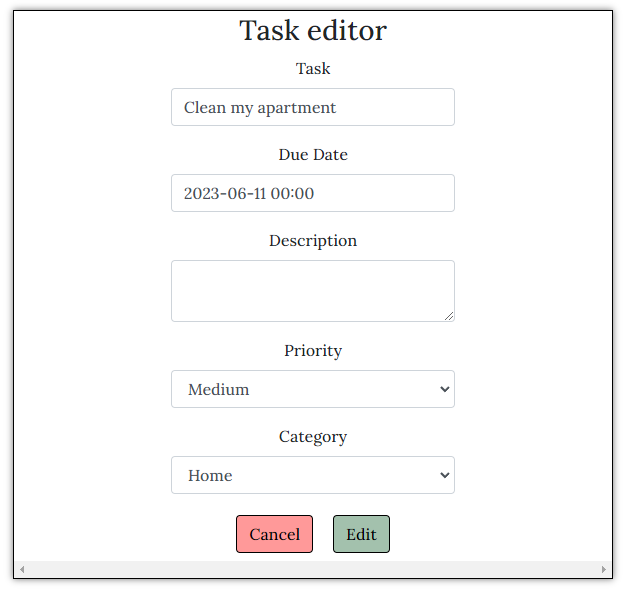 Task editor
Task
Clean my apartment
Due Date
2023-06-11 00:00
Description
Priority
Medium
Category
Home
Cancel Edit